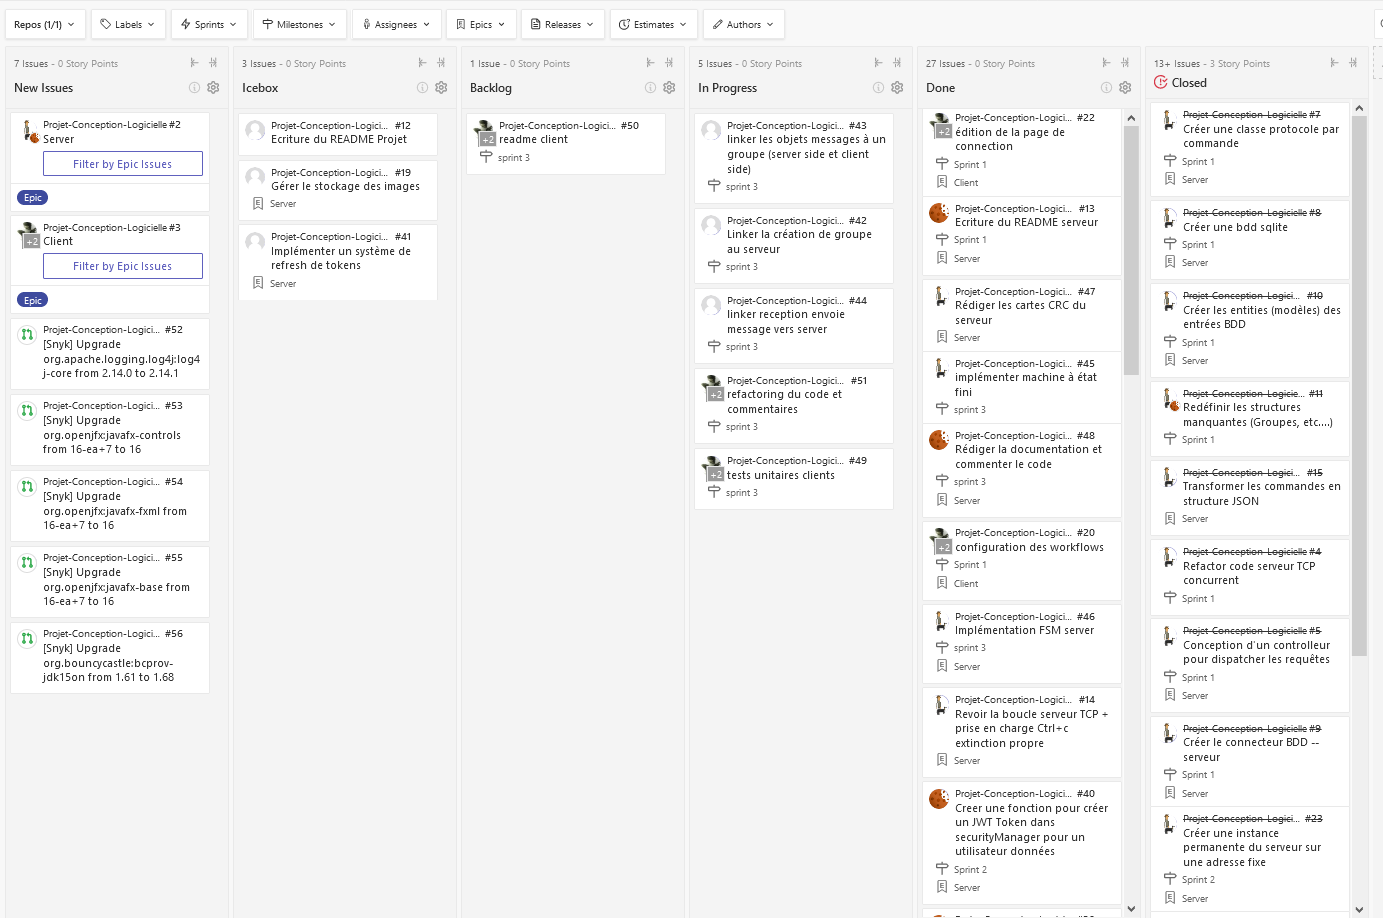 Repos (1/1)
Labels
Sprints
Milestones
Assignees
Epics
Releases
Estimates
Authors
7 Issues - 0 Story Points
New Issues
Projet-Conception-Logicielle #2
Server
Filter by Epic Issues
Epic
Projet-Conception-Logicielle #3
+2
Client
Filter by Epic Issues
Epic
Projet-Conception-Logici... #52
[Snyk] Upgrade
org.apache.logging.log4j:log4
j-core from 2.14.0 to 2.14.1
Projet-Conception-Logici... #53
[Snyk] Upgrade
org.openjfx:javafx-controls
from 16-ea+7 to 16
Projet-Conception-Logici... #54
[Snyk] Upgrade
org.openjfx:javafx-fxml from
16-ea+7 to 16
Projet-Conception-Logici... #55
[Snyk] Upgrade
org.openjfx:javafx-base from
16-ea+7 to 16
Projet-Conception-Logici... #56
[Snyk] Upgrade
org.bouncycastle:bcprov-
jdk15on from 1.61 to 1.68
3 Issues - 0 Story Points
Icebox
Projet-Conception-Logici... #12
Ecriture du README Projet
Projet-Conception-Logici... #19
Gérer le stockage des images
Server
Projet-Conception-Logici... #41
Implémenter un système de
refresh de tokens
Server
1 Issue - 0 Story Points
Backlog
Projet-Conception-Logici... #50
+2
readme client
sprint 3
5 Issues - 0 Story Points
In Progress
Projet-Conception-Logici... #43
linker les objets messages à un
groupe (server side et client
side)
sprint 3
Projet-Conception-Logici... #42
Linker la création de groupe
au serveur
sprint 3
Projet-Conception-Logici... #44
linker reception envoie
message vers server
sprint 3
Projet-Conception-Logicie... #51
+2
refactoring du code et
commentaires
sprint 3
Projet-Conception-Logici... #49
+2
tests unitaires clients
sprint 3
27 Issues - 0 Story Points
Done
Projet-Conception-Logici... #22
+2
édition de la page de
connection
Sprint 1
Client
Projet-Conception-Logici... #13
Ecriture du README serveur
Sprint 1
Server
Projet-Conception-Logici... #47
Rédiger les cartes CRC du
serveur
Server
Projet-Conception-Logici... #45
implémenter machine à état
fini
sprint 3
Projet-Conception-Logici... #48
Rédiger la documentation et
commenter le code
sprint 3
Server
Projet-Conception-Logici... #20
+2
configuration des workflows
Sprint 1
Client
Projet-Conception-Logici... #46
Implémentation FSM server
sprint 3
Server
Projet-Conception-Logici... #14
Revoir la boucle serveur TCP +
prise en charge Ctrl+c
extinction propre
Server
Projet-Conception-Logici... #40
Creer une fonction pour créer
un JWT Token dans
securityManager pour un
utilisateur données
Sprint 2
Server
13+ Issues - 3 Story Points
Closed
Projet-Conception-Logicielle #7
Créer une classe protocole par
commande
Sprint 1
Server
Projet-Conception-Logicielle #8
Créer une bdd sqlite
Sprint 1
Server
Projet-Conception-Logici... #10
Créer les entities (modèles) des
entrées BDD
Sprint 1
Server
Projet-Conception-Logicie... #11
Redéfinir les structures
manquantes (Groupes, etc....)
Sprint 1
Projet-Conception-Logici... #15
Transformer les commandes en
structure JSON
Server
Projet-Conception-Logicielle #4
Refactor code serveur TCP
concurrent
Sprint 1
Projet-Conception-Logicielle #5
Conception d'un controlleur
pour dispatcher les requêtes
Sprint 1
Server
Projet-Conception-Logicielle #9
Créer le connecteur BDD --
serveur
Sprint 1
Server
Projet-Conception-Logici... #23
Créer une instance
permanente du serveur sur
une adresse fixe
Sprint 2
Server